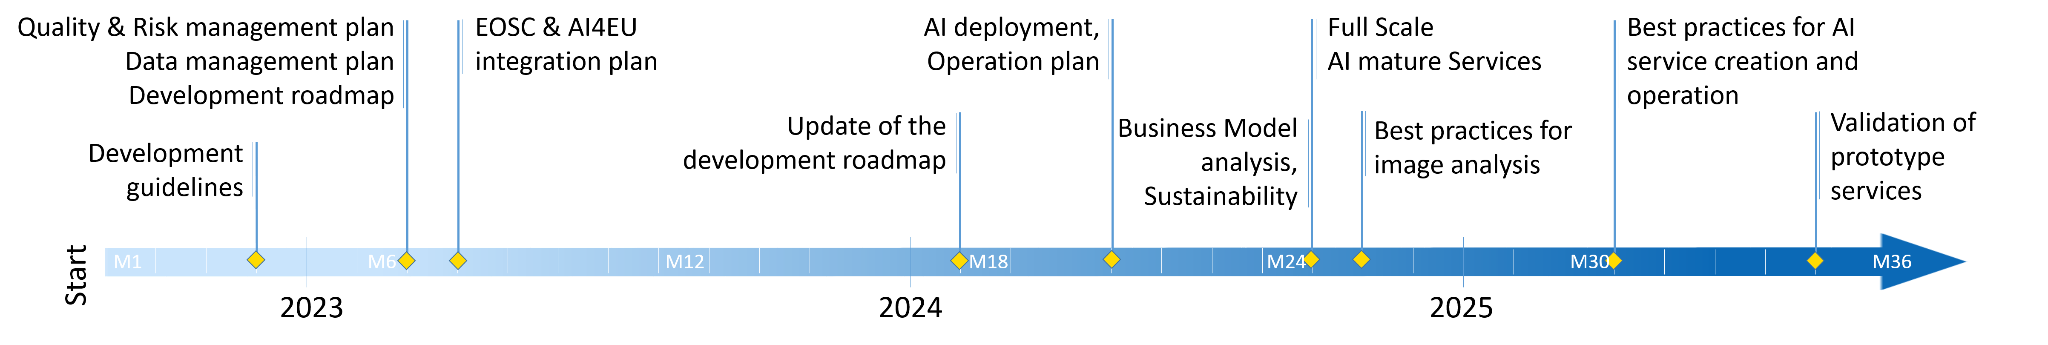 Quality & Risk management plan
Data management plan
Development roadmap
EOSC & AI4EU
integration plan
AI deployment,
Operation plan
Full Scale
AI mature Services
Best practices for AI
service creation and
operation
Development
guidelines
Update of the
development roadmap
Business Model
analysis,
Sustainability
Best practices for
image analysis
Validation of
prototype
services
Start
M1
M6
M12
M18
M24
M30
M36
2023
2024
2025